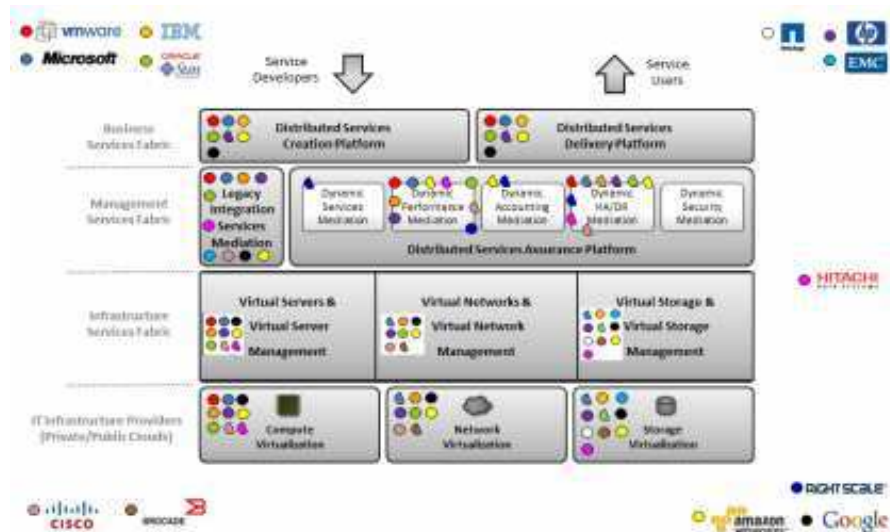 vmware
IBM
Microsoft
ORACLE
Sun
NetApp
hp
EMC
Service
Developers
Service
Users
Business
Services Fabric
Distributed Services
Creation Platform
Distributed Services
Delivery Platform
Management
Services Fabric
Legacy
Integration
Services
Mediation
Dynamic
Services
Mediation
Dynamic
Performance
Mediation
Dynamic
Accounting
Mediation
Dynamic
HA/DR
Mediation
Dynamic
Security
Mediation
Distributed Services Assurance Platform
HITACHI
Infrastructure
Services Fabric
Virtual Servers &
Virtual Server
Management
Virtual Networks &
Virtual Network
Management
Virtual Storage &
Virtual Storage
Management
IT Infrastructure Providers
(Private/Public Clouds)
Compute
Virtualization
Network
Virtualization
Storage
Virtualization
CISCO
BROCADE
RIGHTSCALE
amazon
Google